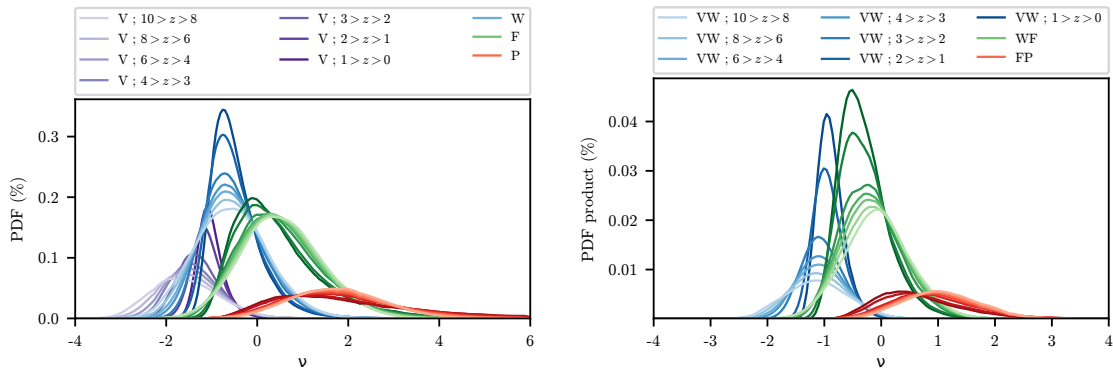 V ; 10 > z > 8
V ; 8 > z > 6
V ; 6 > z > 4
V ; 4 > z > 3
V ; 3 > z > 2
V ; 2 > z > 1
V ; 1 > z > 0
W
F
P
PDF (%)
0.3
0.2
0.1
0.0
-4 -2 0 2 4 6
ν
VW ; 10 > z > 8
VW ; 8 > z > 6
VW ; 6 > z > 4
VW ; 4 > z > 3
VW ; 3 > z > 2
VW ; 2 > z > 1
VW ; 1 > z > 0
WF
FP
PDF product (%)
0.04
0.03
0.02
0.01
-4 -3 -2 -1 0 1 2 3 4
ν